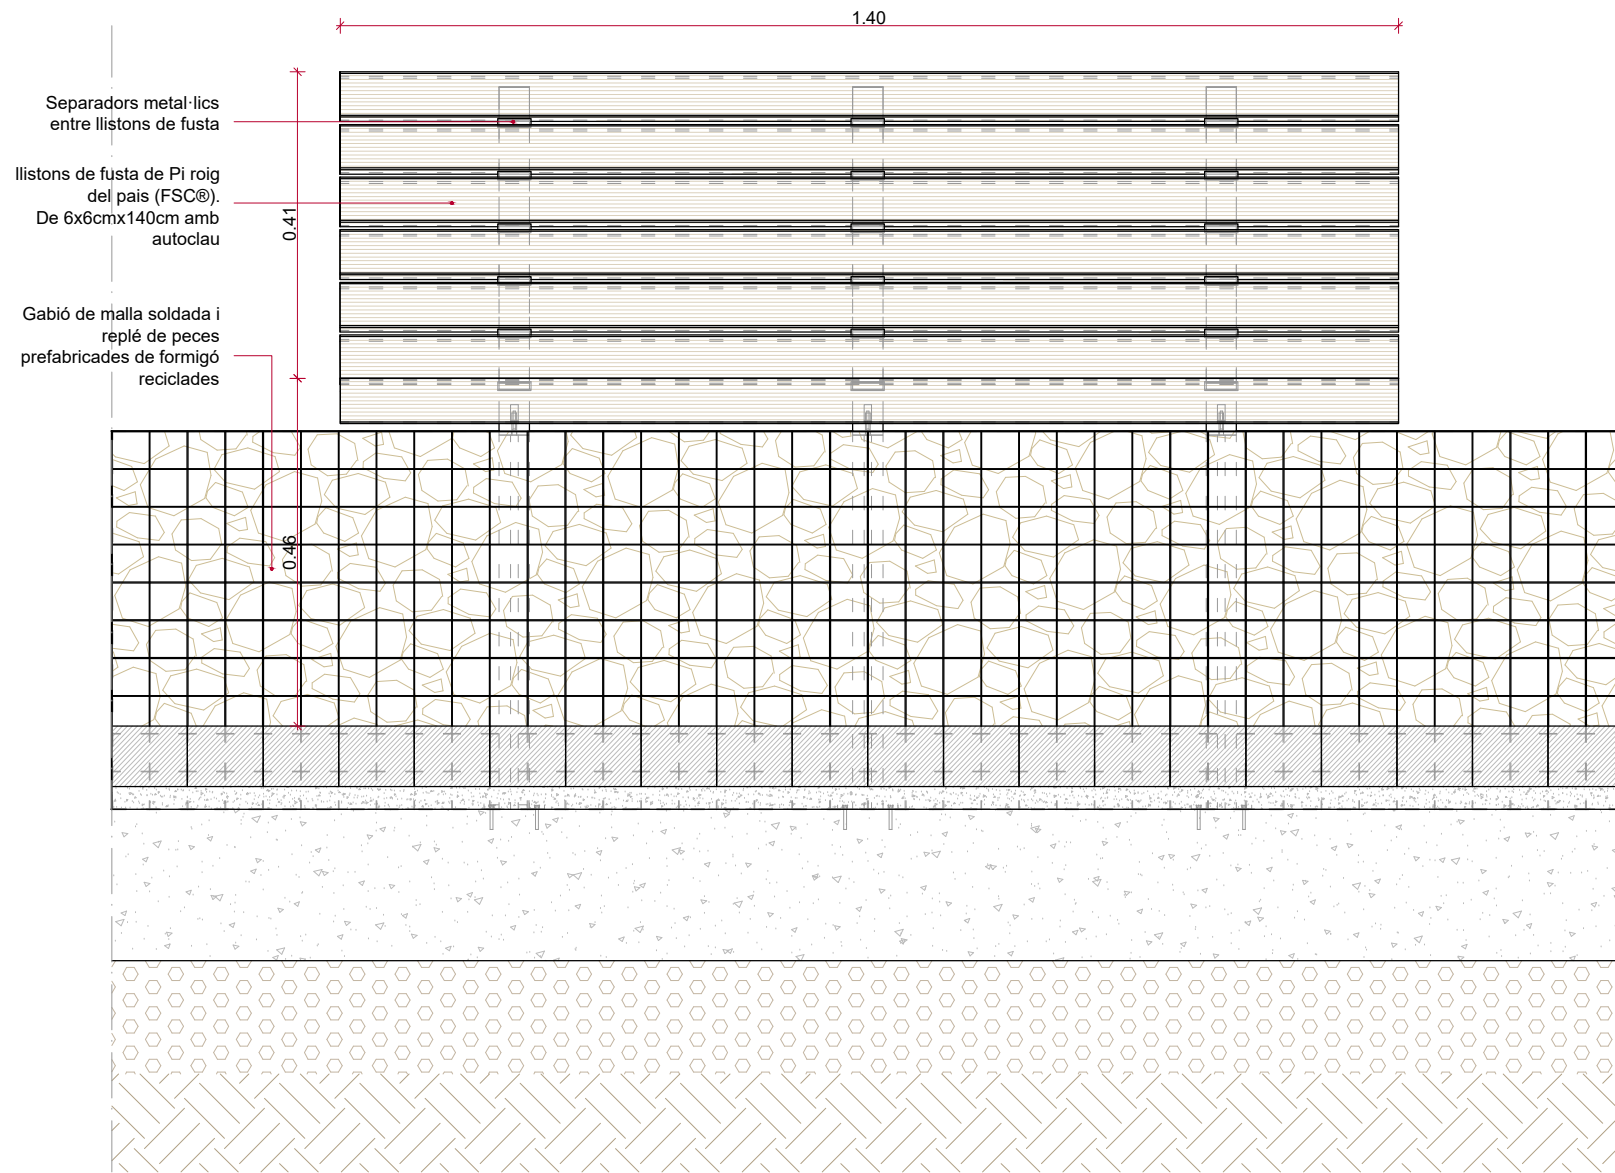 1.40
Separadors metal·lics
entre llistons de fusta
llistons de fusta de Pi roig
del pais (FSC®).
De 6x6cmx140cm amb
autoclau
0.41
Gabió de malla soldada i
replé de peces
prefabricades de formigó
reciclades
0.46